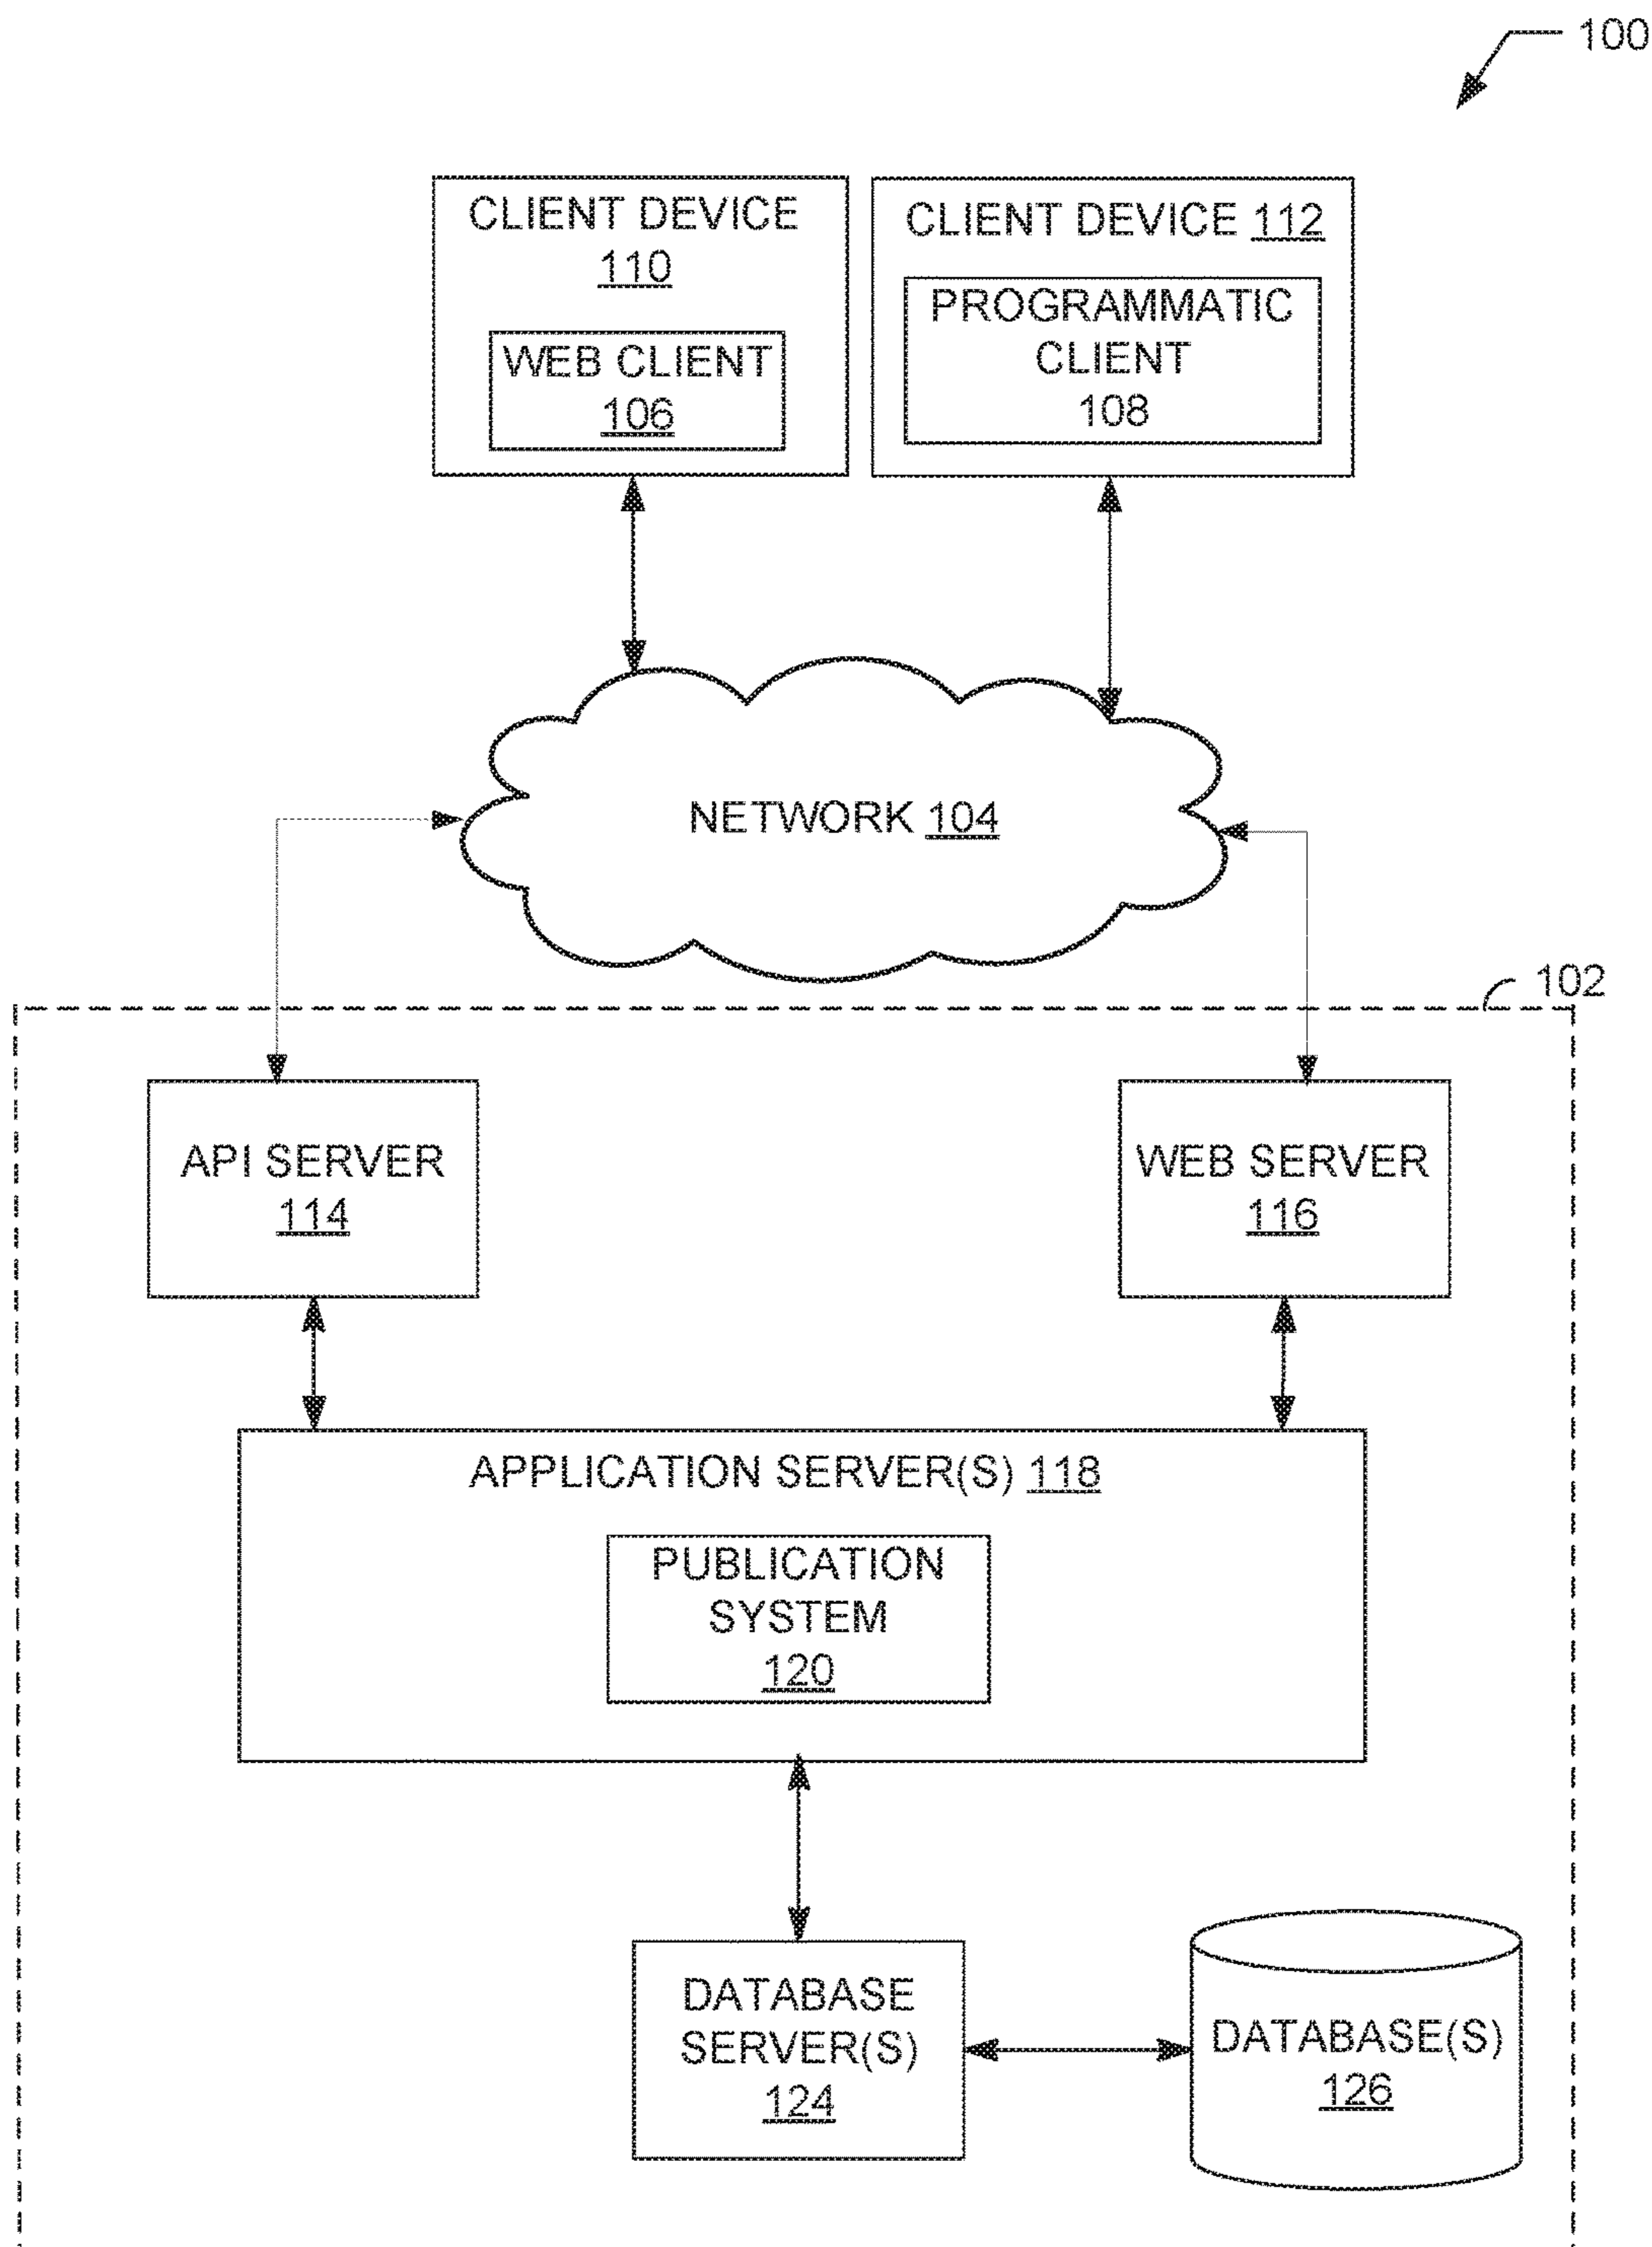 100
CLIENT DEVICE
110
WEB CLIENT
106
CLIENT DEVICE 112
PROGRAMMATIC
CLIENT
108
NETWORK 104
102
API SERVER
114
WEB SERVER
116
APPLICATION SERVER(S) 118
PUBLICATION
SYSTEM
120
DATABASE
SERVER(S)
124
DATABASE(S)
126